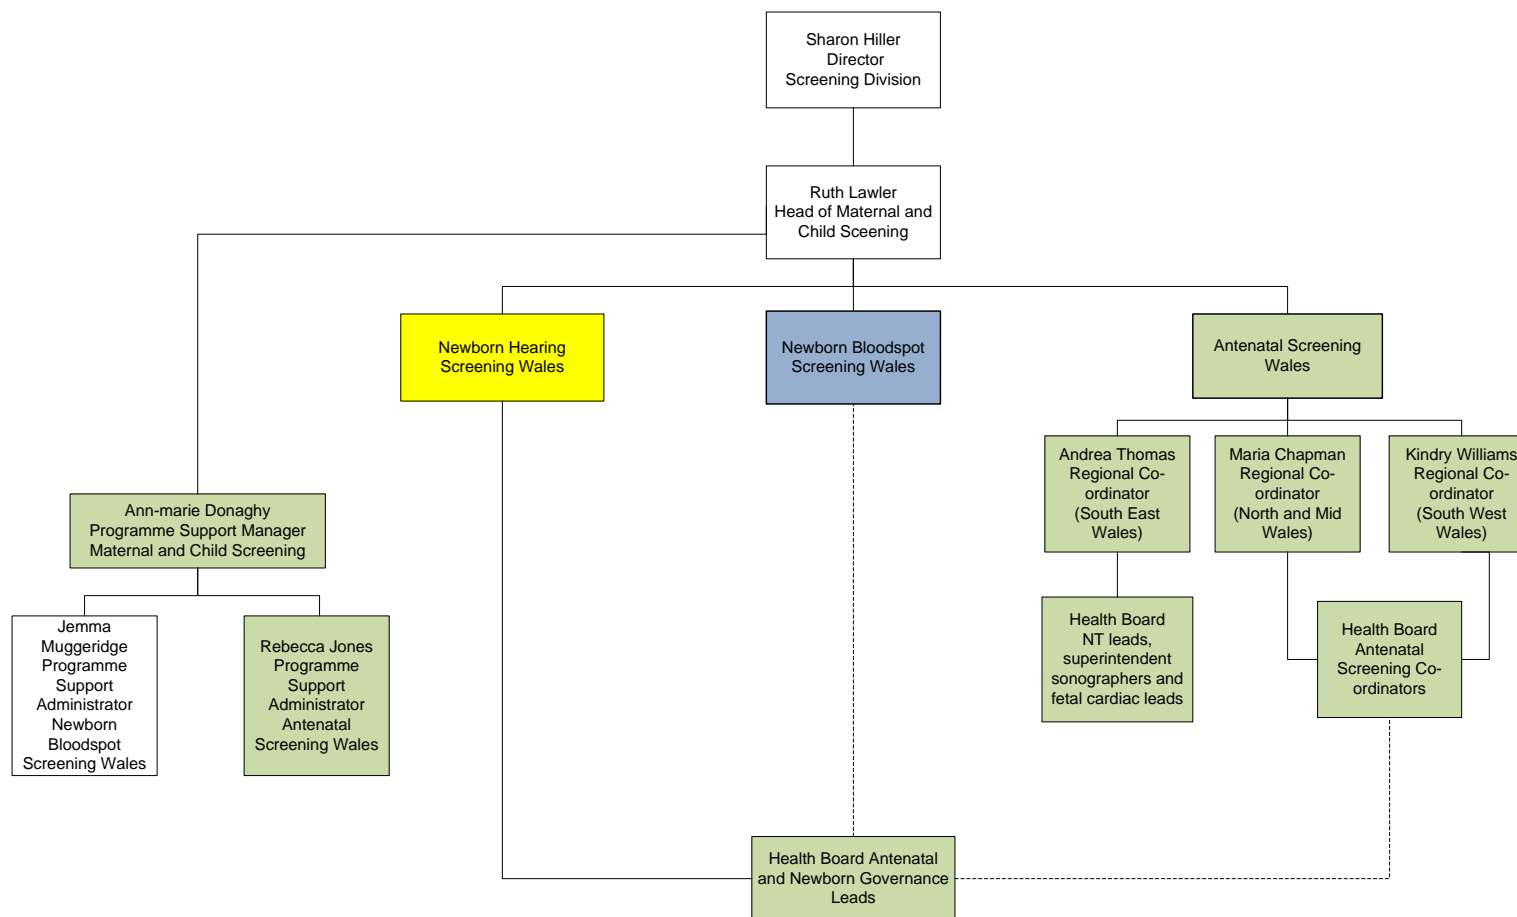 Sharon Hiller
Director
Screening Division
Ruth Lawler
Head of Maternal and
Child Sceening
Newborn Hearing
Screening Wales
Newborn Bloodspot
Screening Wales
Antenatal Screening
Wales
Andrea Thomas
Regional Co-
ordinator
(South East
Wales)
Maria Chapman
Regional Co-
ordinator
(North and Mid
Wales)
Kindry Williams
Regional Co-
ordinator
(South West
Wales)
Ann-marie Donaghy
Programme Support Manager
Maternal and Child Screening
Jemma
Muggeridge
Programme
Support
Administrator
Newborn
Bloodspot
Screening Wales
Rebecca Jones
Programme
Support
Administrator
Antenatal
Screening Wales
Health Board
NT leads,
superintendent
sonographers and
fetal cardiac leads
Health Board
Antenatal
Screening Co-
ordinators
Health Board Antenatal
and Newborn Governance
Leads